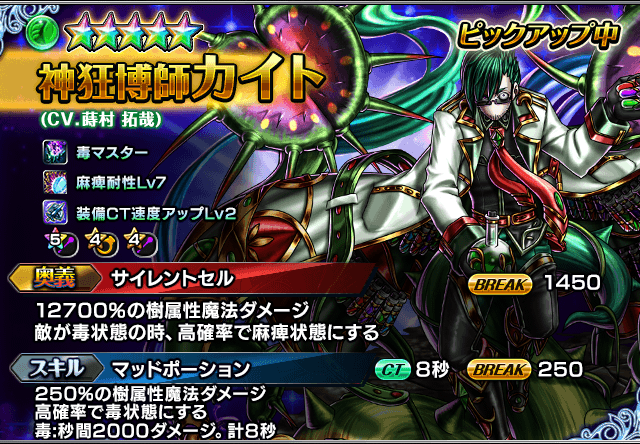 ピックアップ中
神狂博師カイト
(CV.蒔村 拓哉)
毒マスター
麻痺耐性Lv7
装備CT速度アップLv2
5 4 4
奥義 サイレントセル BREAK 1450
12700%の樹属性魔法ダメージ
敵が毒状態の時、高確率で麻痺状態にする
スキル マッドポーション CT 8秒 BREAK 250
250%の樹属性魔法ダメージ
高確率で毒状態にする
毒:秒間2000ダメージ。計8秒